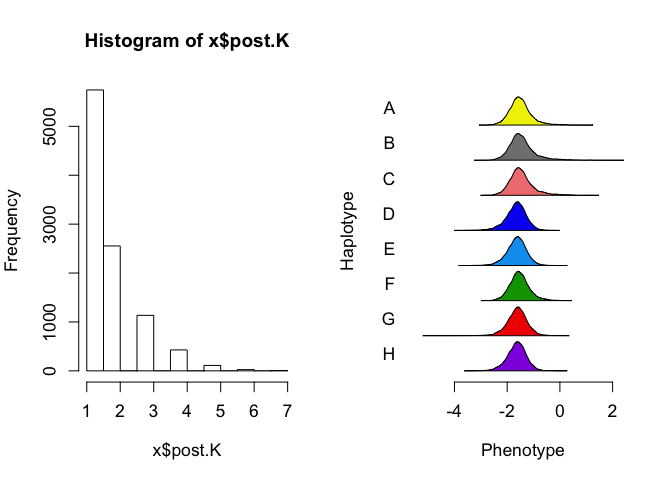 Histogram of x$post.K
Frequency
0
1000
3000
5000
1 2 3 4 5 6 7
x$post.K
Haplotype
A
B
C
D
E
F
G
H
-4 -2 0 2
Phenotype